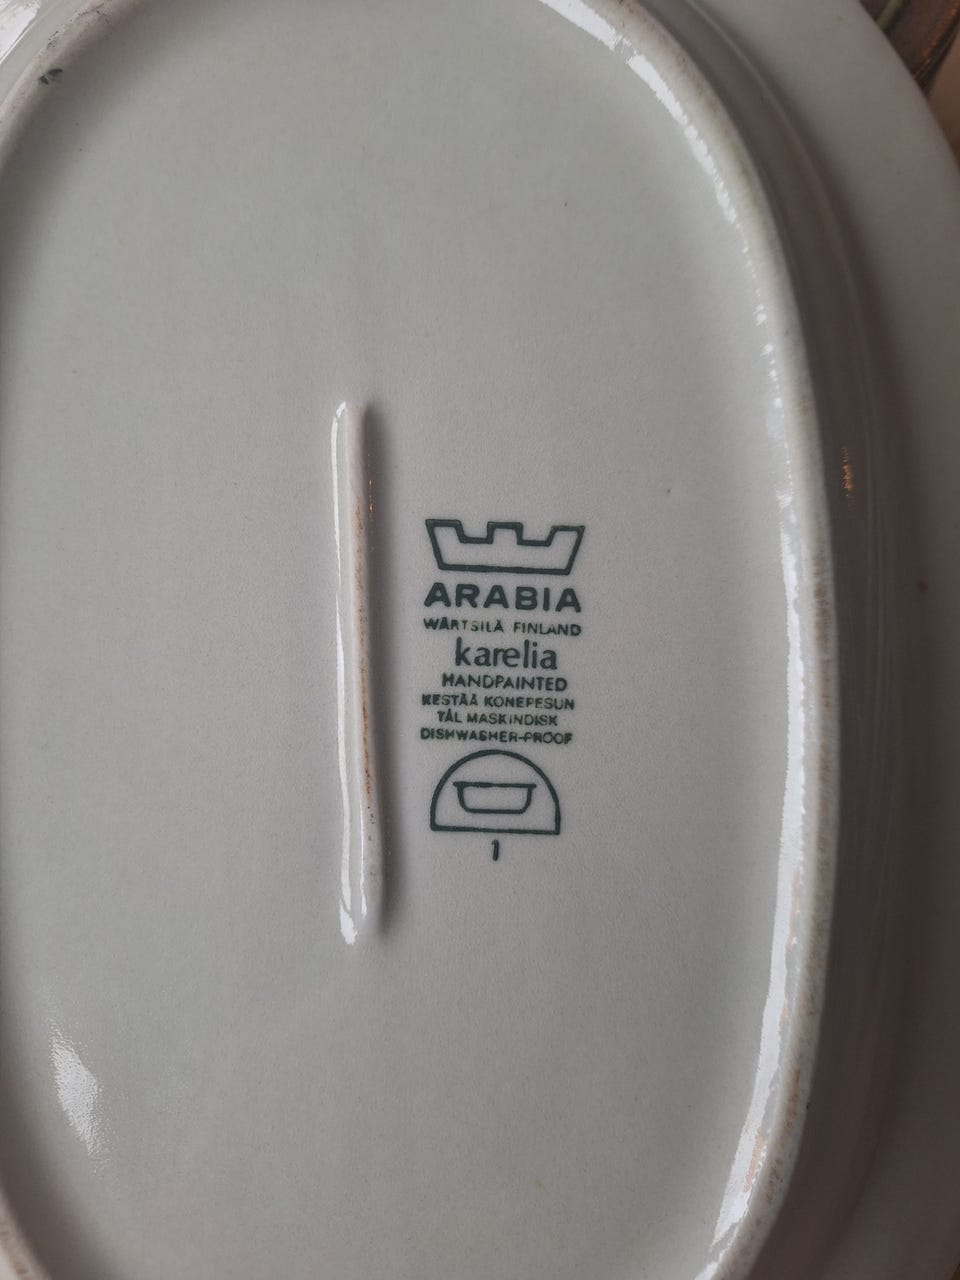 ARABIA
WÄRTSILÄ FINLAND
karelia
HANDPAINTED
KESTÄÄ KONEPESUN
TÅL MASKINDISK
DISHWASHER-PROOF
1